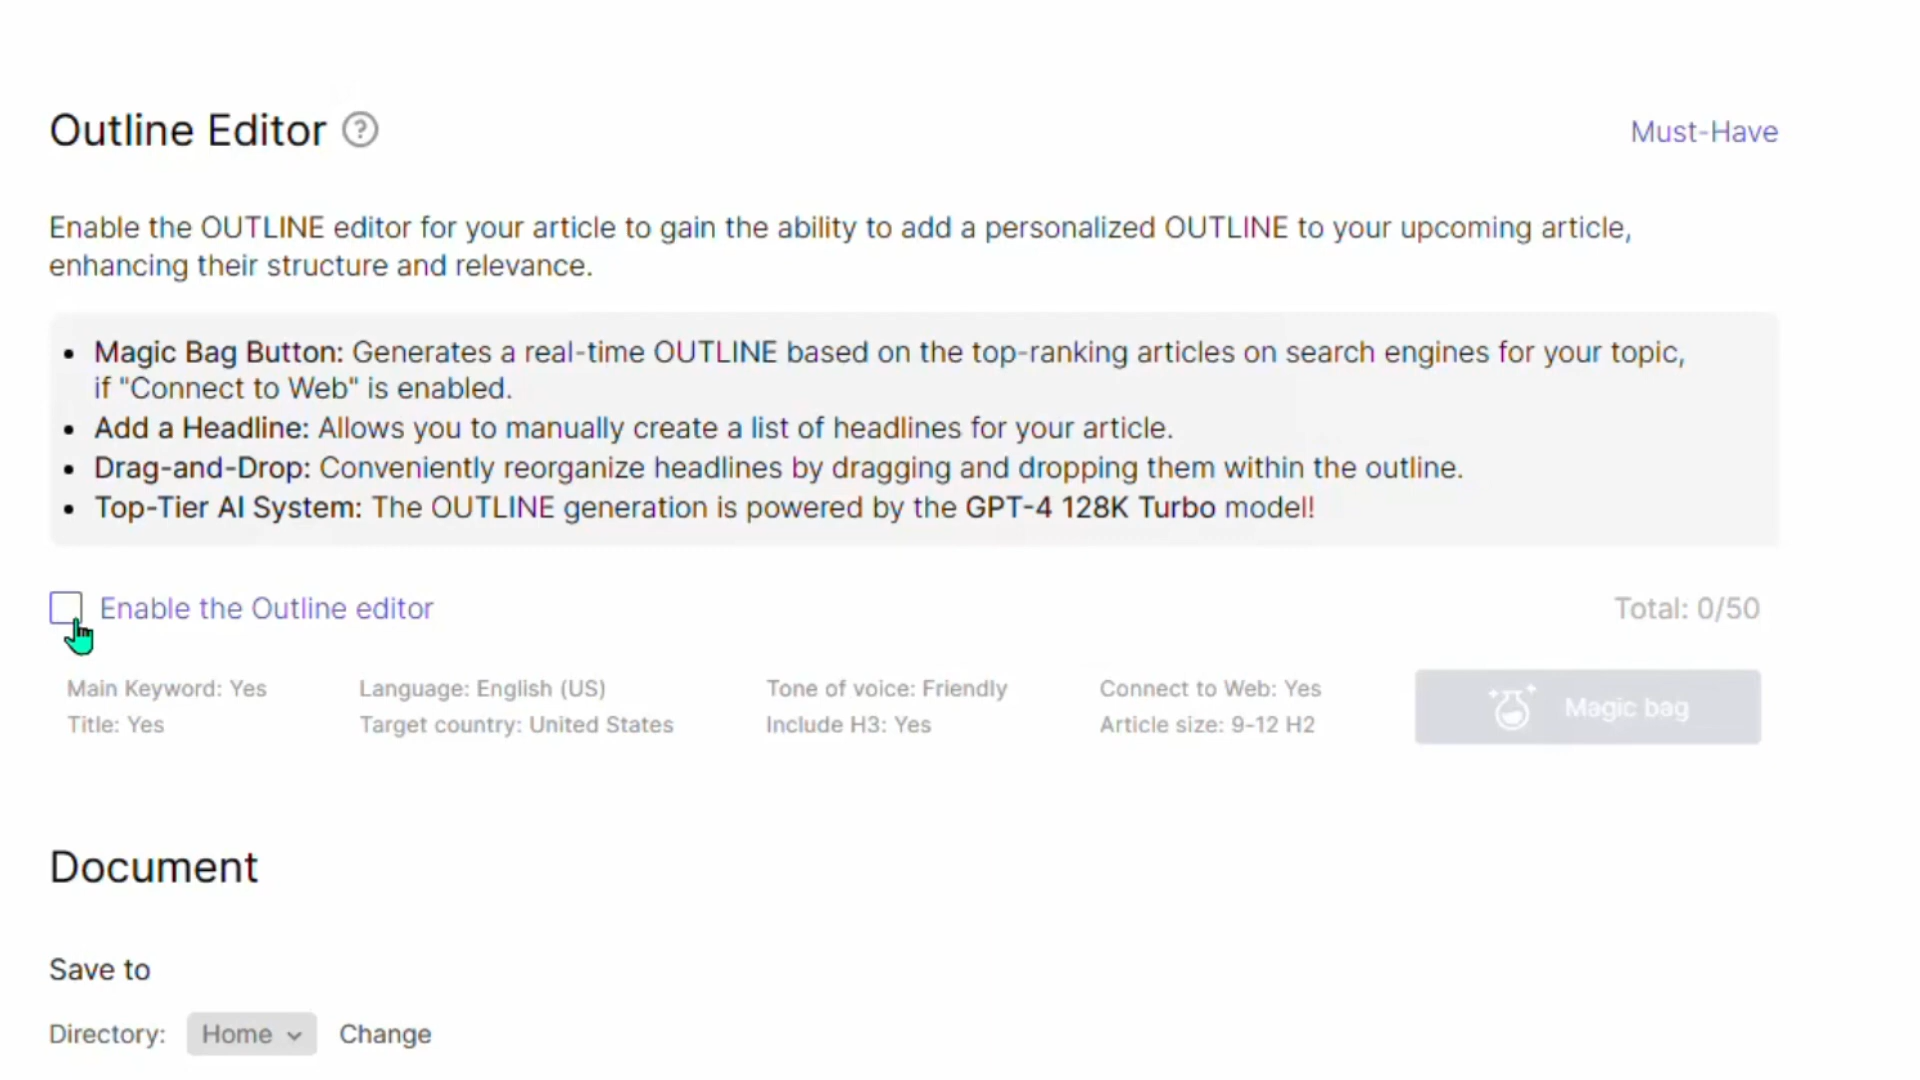 Outline Editor ?
Must-Have
Enable the OUTLINE editor for your article to gain the ability to add a personalized OUTLINE to your upcoming article,
enhancing their structure and relevance.
• Magic Bag Button: Generates a real-time OUTLINE based on the top-ranking articles on search engines for your topic,
if "Connect to Web" is enabled.
• Add a Headline: Allows you to manually create a list of headlines for your article.
• Drag-and-Drop: Conveniently reorganize headlines by dragging and dropping them within the outline.
• Top-Tier AI System: The OUTLINE generation is powered by the GPT-4 128K Turbo model!
Enable the Outline editor
Total: 0/50
Main Keyword: Yes
Title: Yes
Language: English (US)
Target country: United States
Tone of voice: Friendly
Include H3: Yes
Connect to Web: Yes
Article size: 9-12 H2
Magic bag
Document
Save to
Directory: Home Change